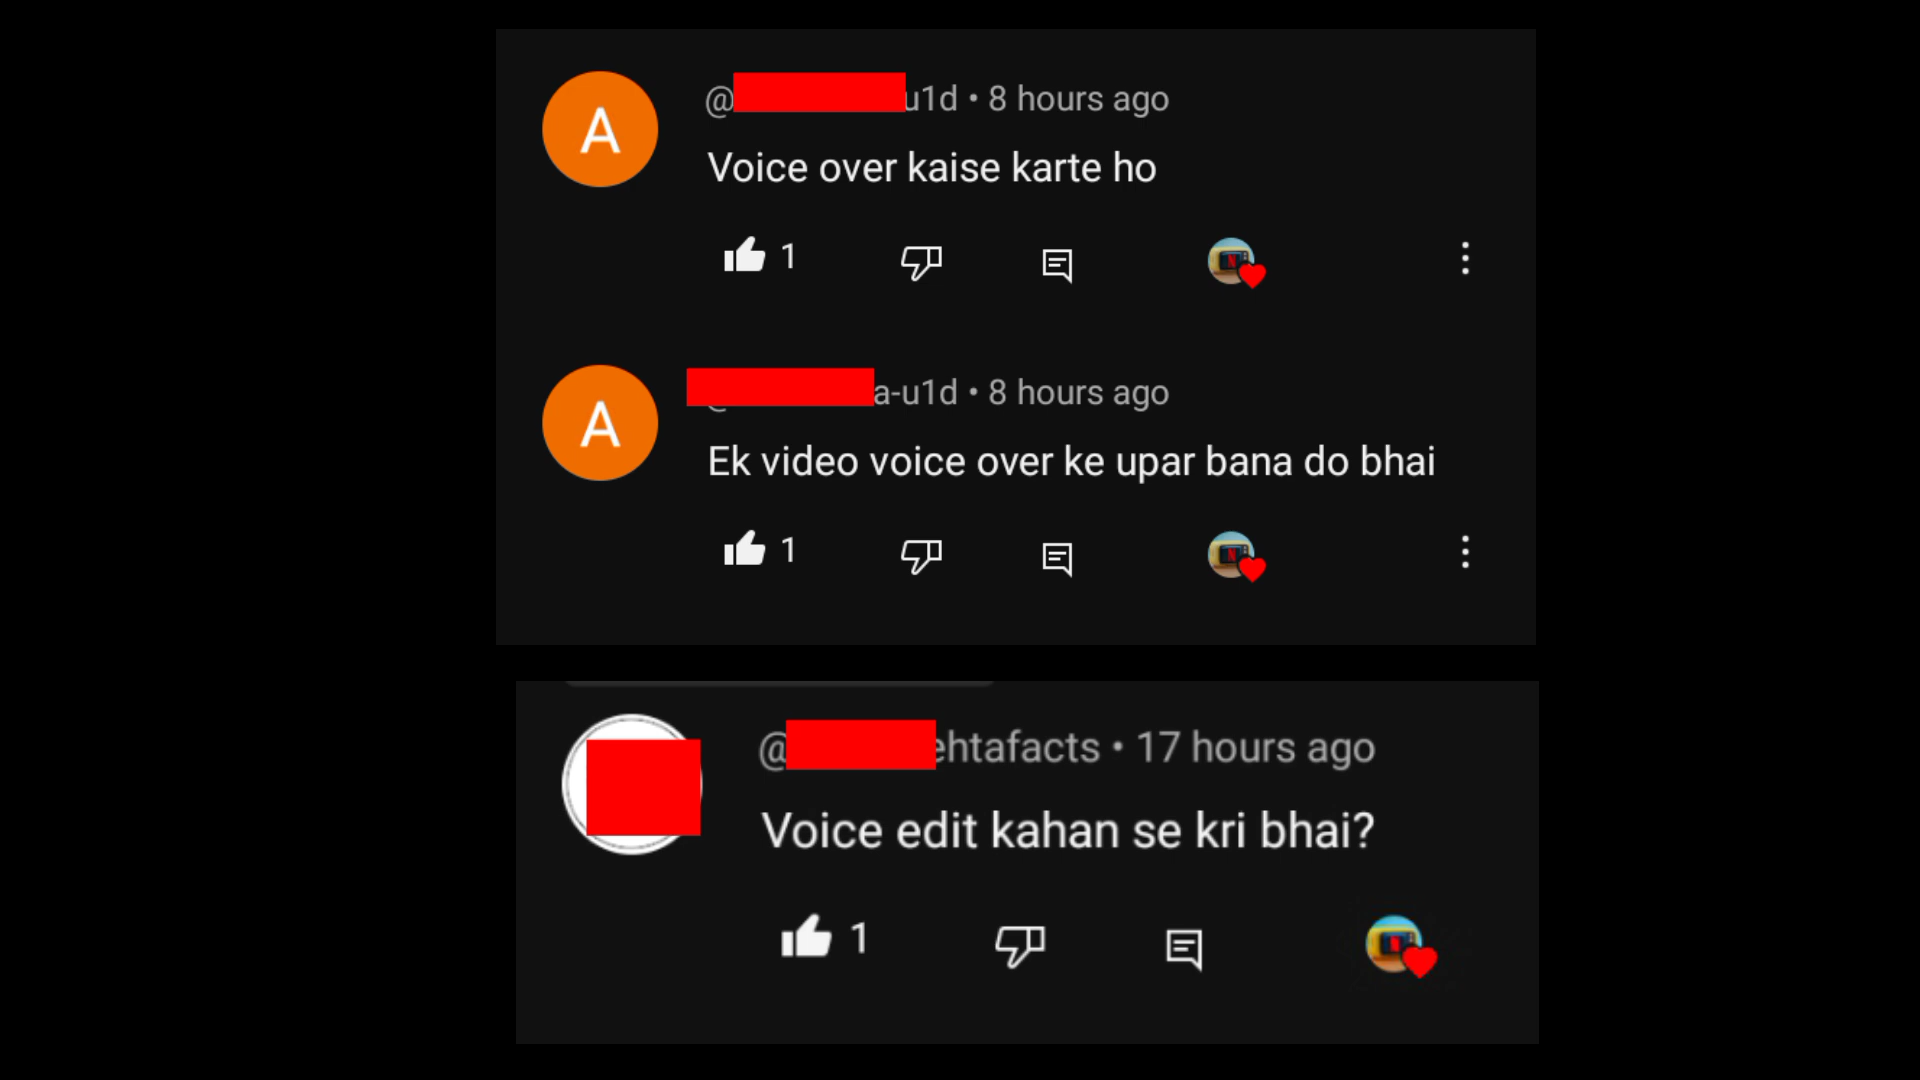 A
@ u1d • 8 hours ago
Voice over kaise karte ho
1
A
a-u1d • 8 hours ago
Ek video voice over ke upar bana do bhai
1
@ ehtafacts • 17 hours ago
Voice edit kahan se kri bhai?
1